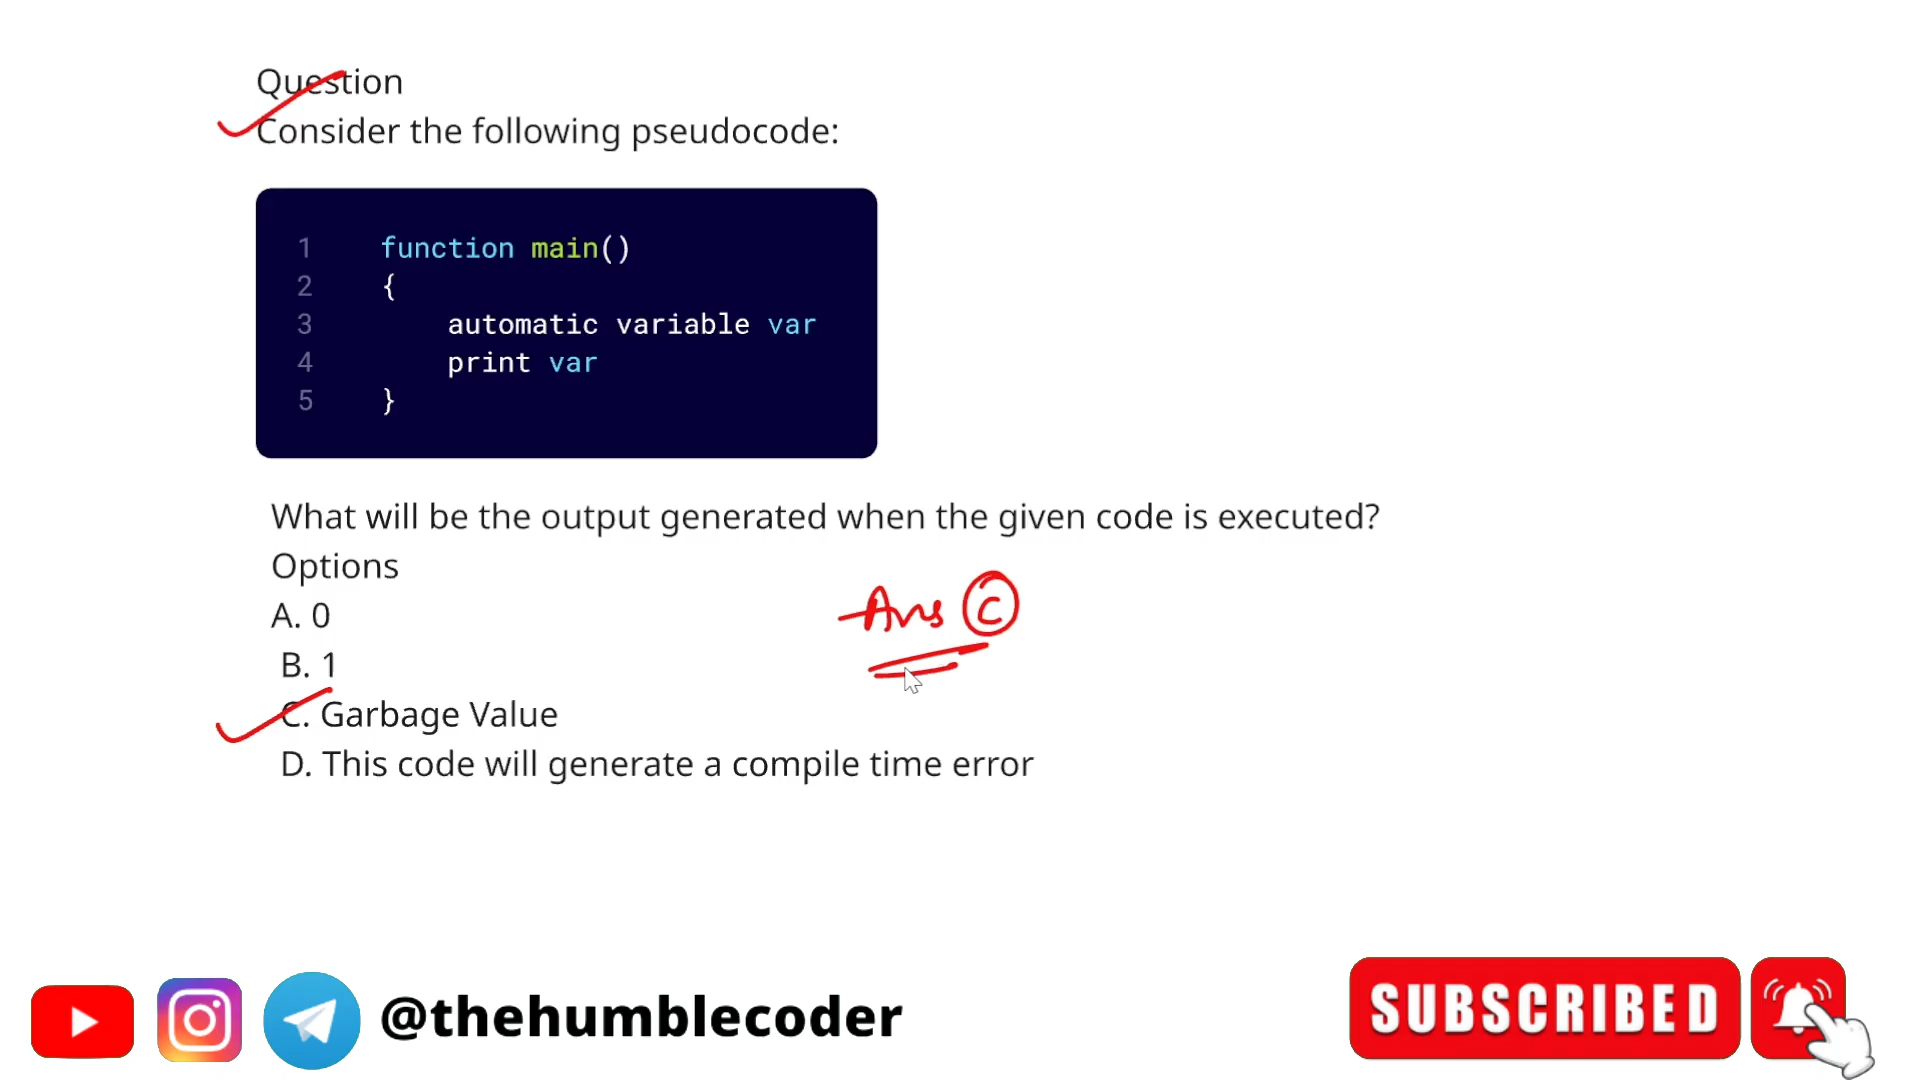 Question
Consider the following pseudocode:
1 function main()
2 {
3 automatic variable var
4 print var
5 }
What will be the output generated when the given code is executed?
Options
A. 0
B. 1
C. Garbage Value
D. This code will generate a compile time error
Ans C
@thehumblecoder
SUBSCRIBED